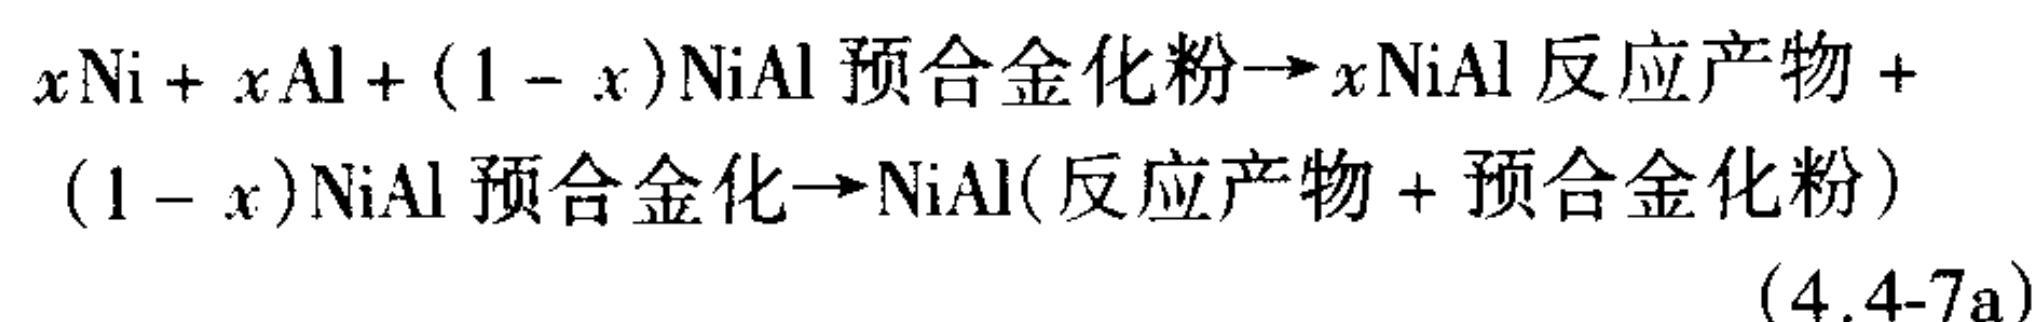 xNi + xAl + (1 - x)NiAl 预合金化粉→xNiAl 反应产物 +
(1 - x)NiAl 预合金化→NiAl(反应产物 + 预合金化粉)
(4.4-7a)